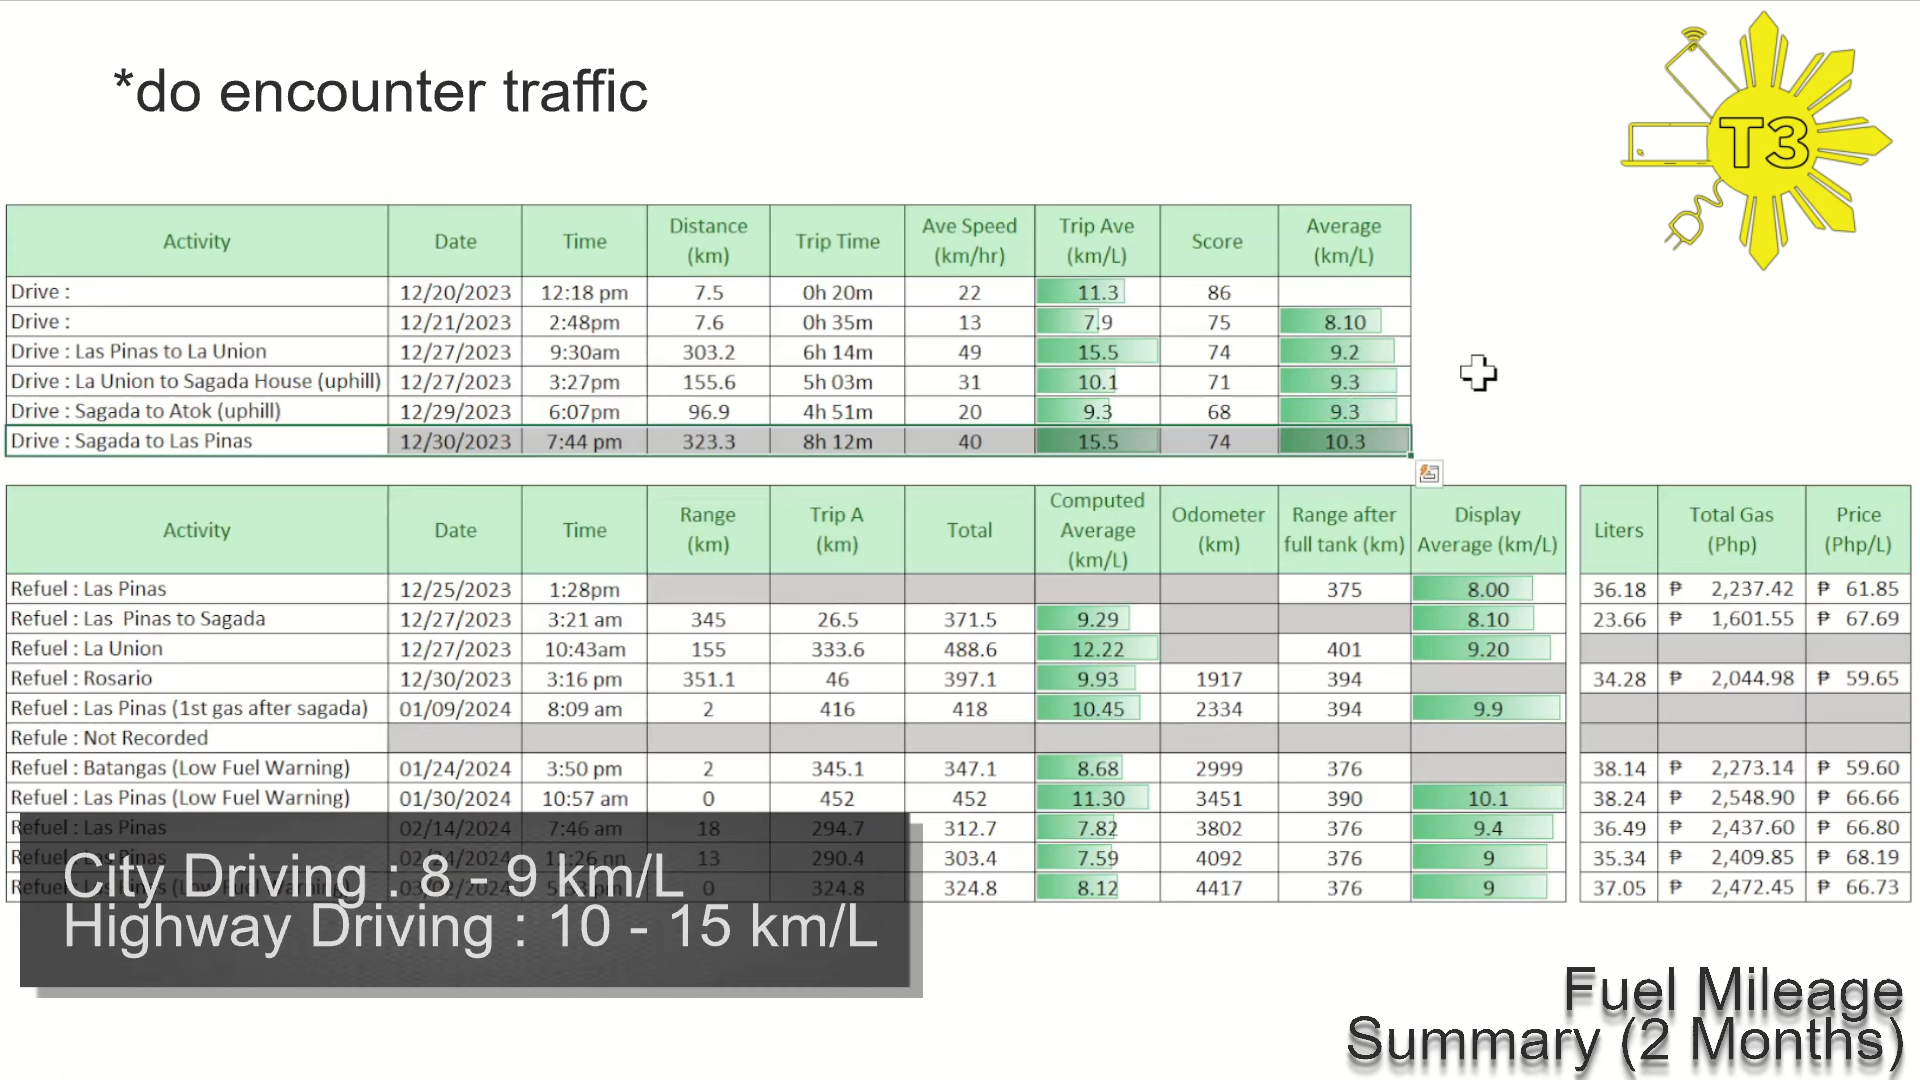 *do encounter traffic
T3
Activity Date Time Distance (km) Trip Time Ave Speed (km/hr) Trip Ave (km/L) Score Average (km/L)
Drive : 12/20/2023 12:18 pm 7.5 0h 20m 22 11.3 86
Drive : 12/21/2023 2:48pm 7.6 0h 35m 13 7.9 75 8.10
Drive : Las Pinas to La Union 12/27/2023 9:30am 303.2 6h 14m 49 15.5 74 9.2
Drive : La Union to Sagada House (uphill) 12/27/2023 3:27pm 155.6 5h 03m 31 10.1 71 9.3
Drive : Sagada to Atok (uphill) 12/29/2023 6:07pm 96.9 4h 51m 20 9.3 68 9.3
Drive : Sagada to Las Pinas 12/30/2023 7:44 pm 323.3 8h 12m 40 15.5 74 10.3
Activity Date Time Range (km) Trip A (km) Total Computed Average (km/L) Odometer (km) Range after full tank (km) Display Average (km/L) Liters Total Gas (Php) Price (Php/L)
Refuel : Las Pinas 12/25/2023 1:28pm 375 8.00 36.18 ₱ 2,237.42 ₱ 61.85
Refuel : Las Pinas to Sagada 12/27/2023 3:21 am 345 26.5 371.5 9.29 8.10 23.66 ₱ 1,601.55 ₱ 67.69
Refuel : La Union 12/27/2023 10:43am 155 333.6 488.6 12.22 401 9.20
Refuel : Rosario 12/30/2023 3:16 pm 351.1 46 397.1 9.93 1917 394 34.28 ₱ 2,044.98 ₱ 59.65
Refuel : Las Pinas (1st gas after sagada) 01/09/2024 8:09 am 2 416 418 10.45 2334 394 9.9
Refule : Not Recorded
Refuel : Batangas (Low Fuel Warning) 01/24/2024 3:50 pm 2 345.1 347.1 8.68 2999 376 38.14 ₱ 2,273.14 ₱ 59.60
Refuel : Las Pinas (Low Fuel Warning) 01/30/2024 10:57 am 0 452 452 11.30 3451 390 10.1 38.24 ₱ 2,548.90 ₱ 66.66
Refuel : Las Pinas 02/14/2024 7:46 am 18 294.7 312.7 7.82 3802 376 9.4 36.49 ₱ 2,437.60 ₱ 66.80
13 290.4 303.4 7.59 4092 376 9 35.34 ₱ 2,409.85 ₱ 68.19
0 324.8 324.8 8.12 4417 376 9 37.05 ₱ 2,472.45 ₱ 66.73
City Driving : 8 - 9 km/L
Highway Driving : 10 - 15 km/L
Fuel Mileage
Summary (2 Months)